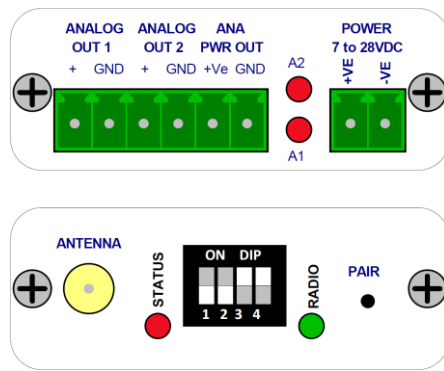 ANALOG OUT 1
ANALOG OUT 2
ANA PWR OUT
POWER 7 to 28VDC
+ GND + GND +Ve GND
A2
A1
+VE
-VE
ANTENNA
STATUS
ON DIP
1 2 3 4
RADIO
PAIR